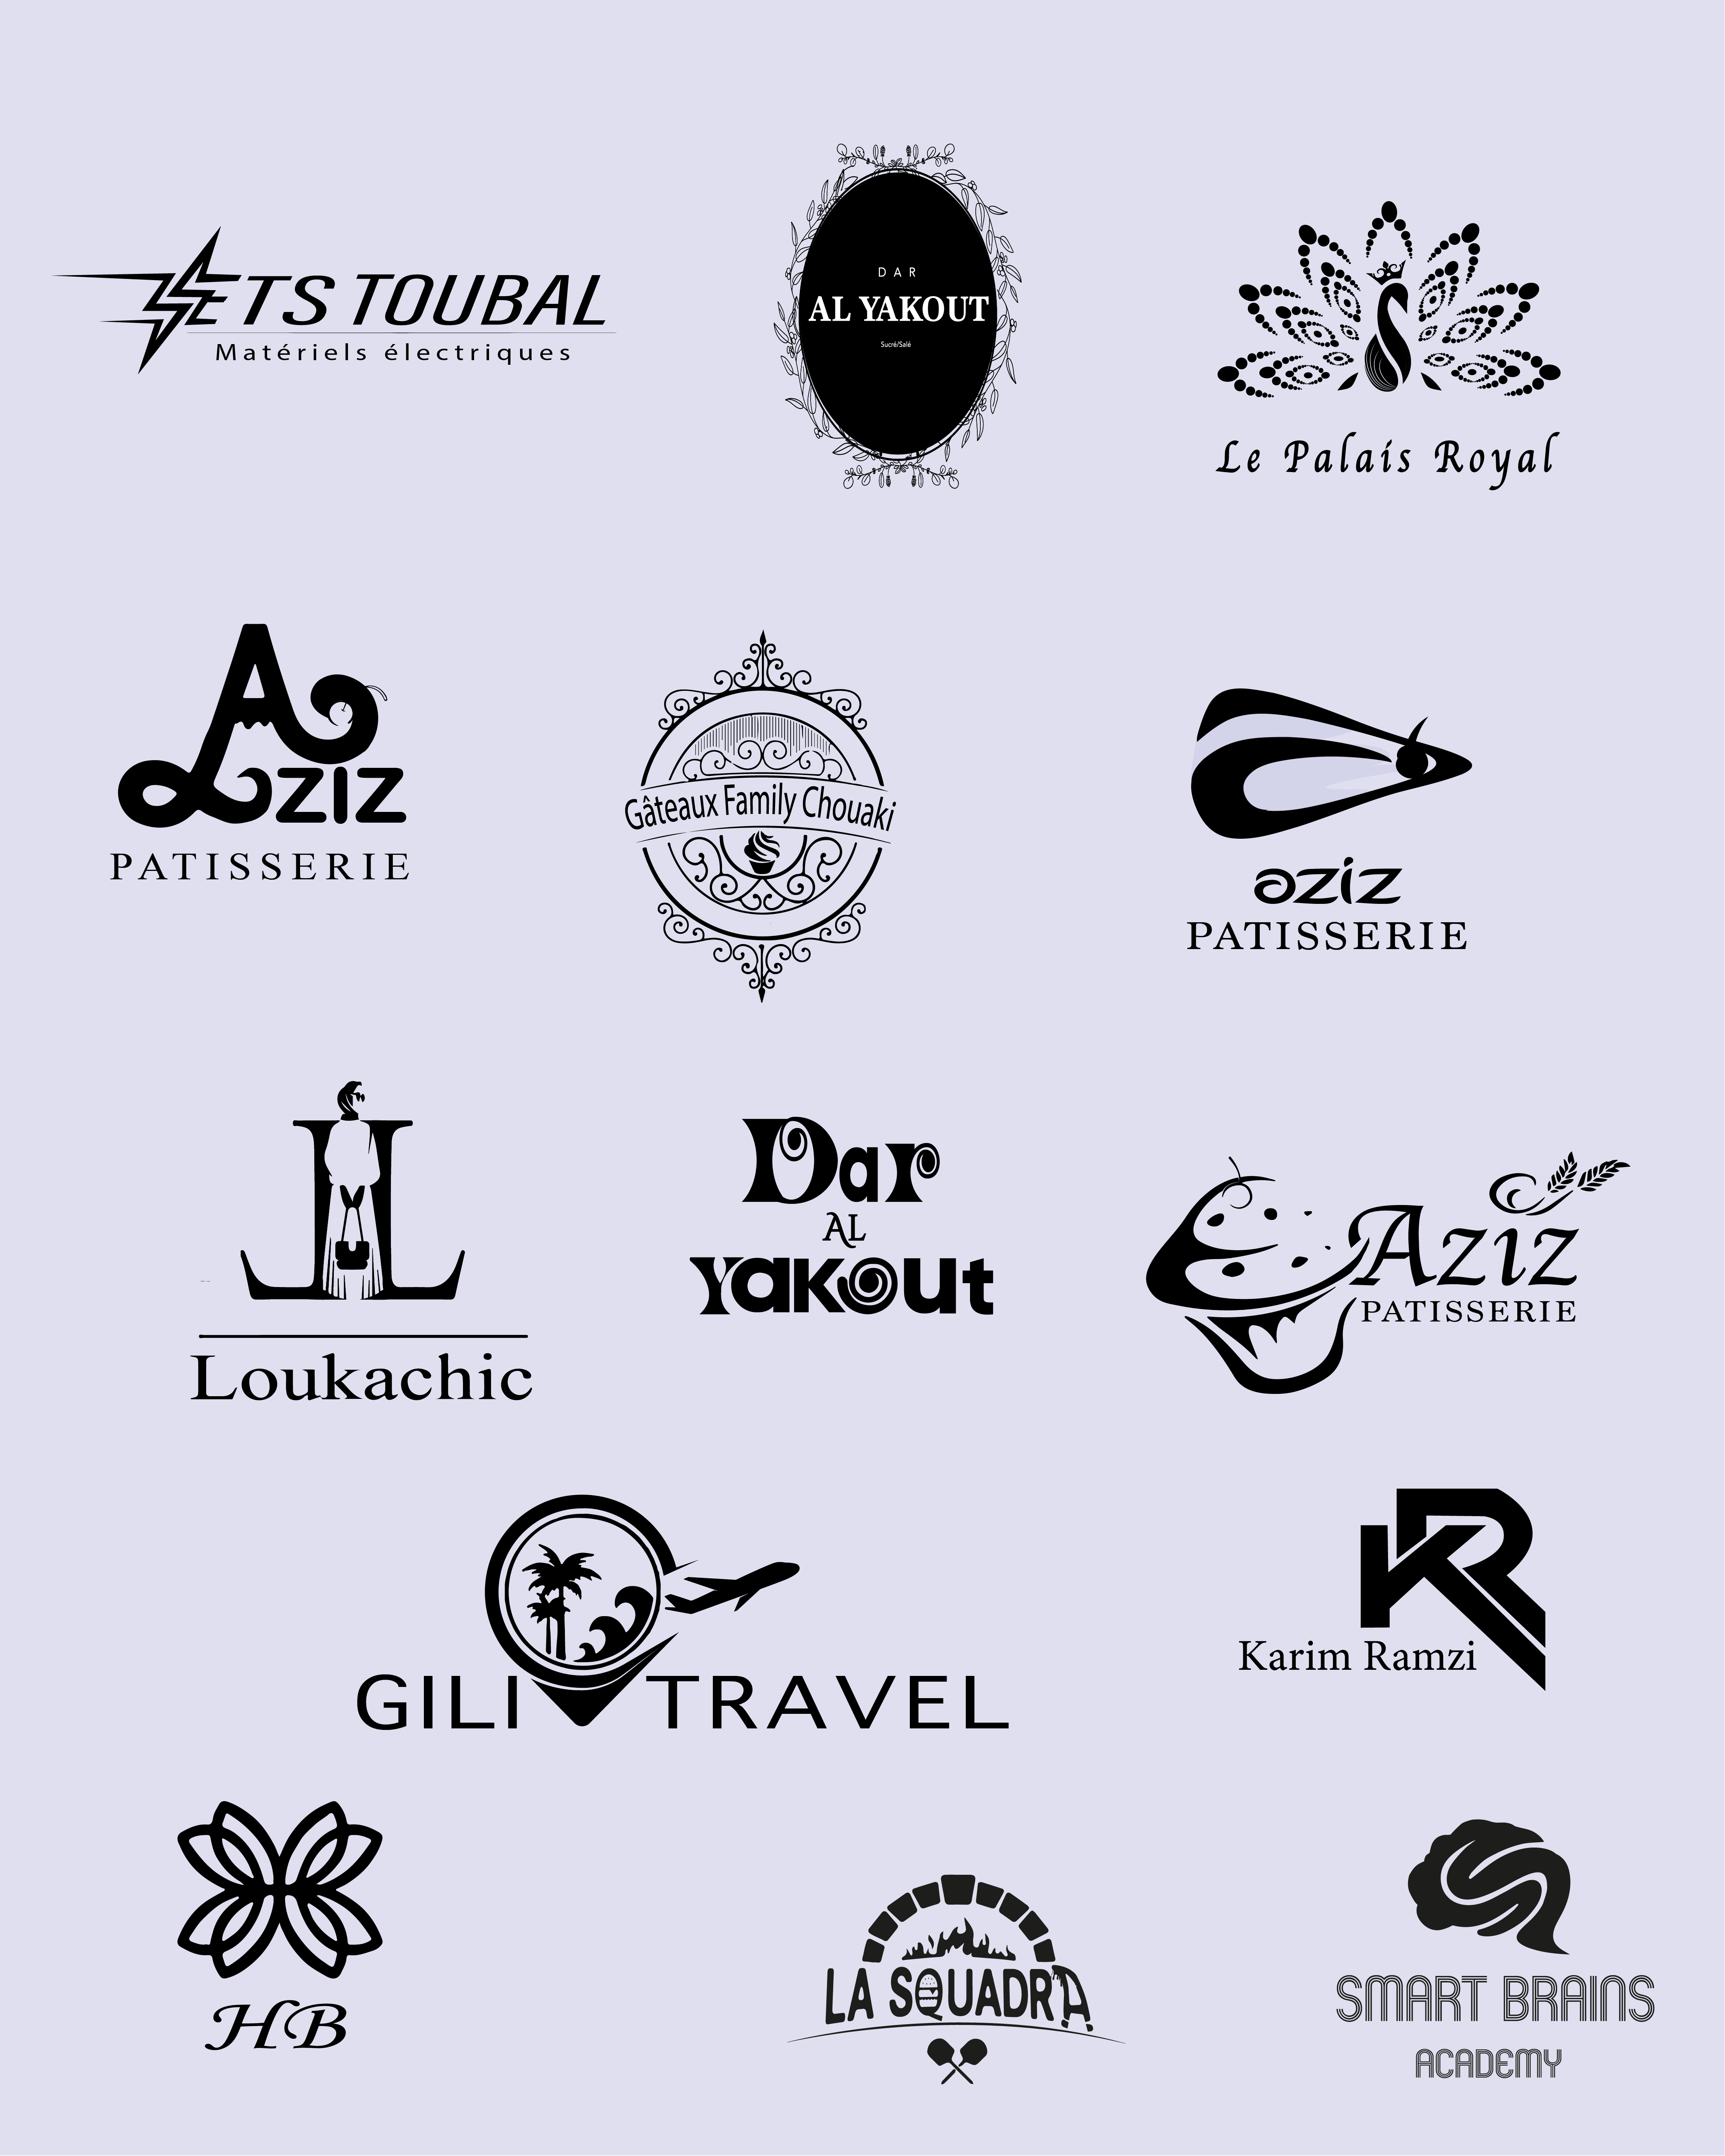 ETS TOUBAL
Matériels électriques
DAR
AL YAKOUT
Sucré/Salé
Le Palais Royal
Aziz
PATISSERIE
Gâteaux Family Chouaki
aziz
PATISSERIE
L
Loukachic
Dar
AL
Yakout
Aziz
PATISSERIE
GILI TRAVEL
KR
Karim Ramzi
HB
LA SQUADRA
SMART BRAINS
ACADEMY